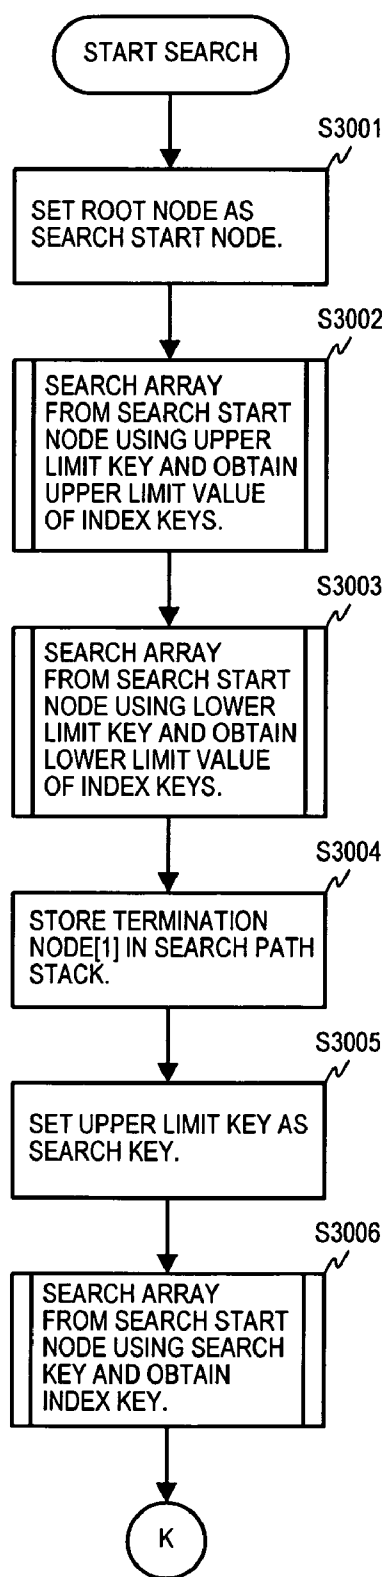 START SEARCH
S3001
SET ROOT NODE AS
SEARCH START NODE.
S3002
SEARCH ARRAY
FROM SEARCH START
NODE USING UPPER
LIMIT KEY AND OBTAIN
UPPER LIMIT VALUE
OF INDEX KEYS.
S3003
SEARCH ARRAY
FROM SEARCH START
NODE USING LOWER
LIMIT KEY AND OBTAIN
LOWER LIMIT VALUE
OF INDEX KEYS.
S3004
STORE TERMINATION
NODE[1] IN SEARCH PATH
STACK.
S3005
SET UPPER LIMIT KEY AS
SEARCH KEY.
S3006
SEARCH ARRAY
FROM SEARCH START
NODE USING SEARCH
KEY AND OBTAIN
INDEX KEY.
K